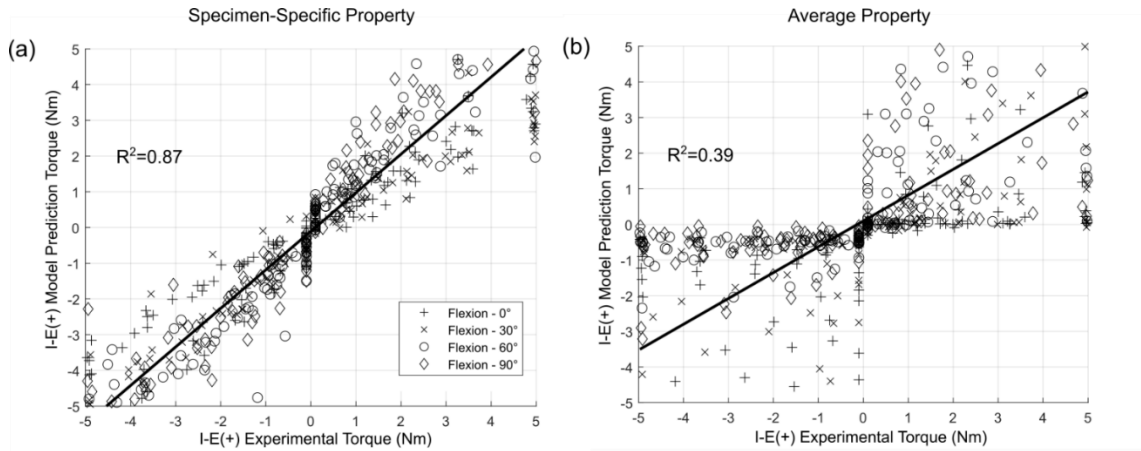 Specimen-Specific Property
Average Property
(a)
(b)
I-E(+) Model Prediction Torque (Nm)
5
4
3
2
1
0
-1
-2
-3
-4
-5
R²=0.87
Flexion - 0°
Flexion - 30°
Flexion - 60°
Flexion - 90°
-5 -4 -3 -2 -1 0 1 2 3 4 5
I-E(+) Experimental Torque (Nm)
I-E(+) Model Prediction Torque (Nm)
5
4
3
2
1
0
-1
-2
-3
-4
-5
R²=0.39
-5 -4 -3 -2 -1 0 1 2 3 4 5
I-E(+) Experimental Torque (Nm)